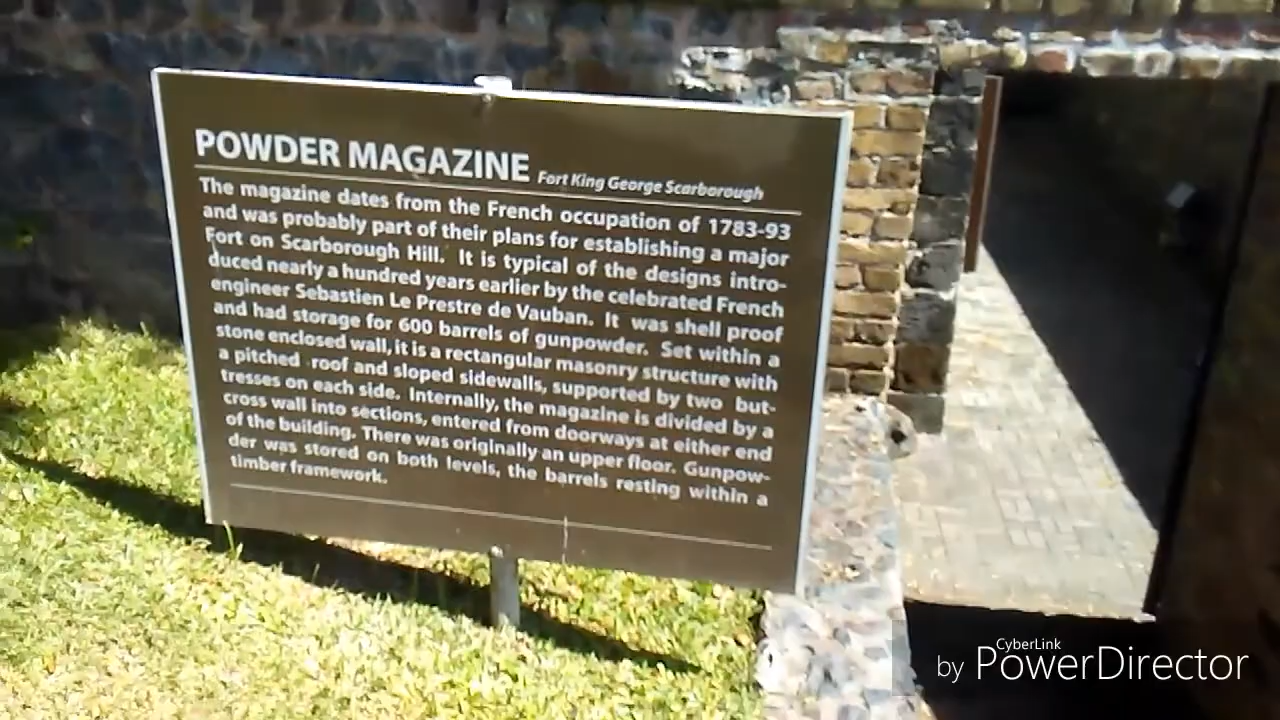 POWDER MAGAZINE Fort King George Scarborough
The magazine dates from the French occupation of 1783-93
and was probably part of their plans for establishing a major
Fort on Scarborough Hill. It is typical of the designs intro-
duced nearly a hundred years earlier by the celebrated French
engineer Sebastien Le Prestre de Vauban. It was shell proof
and had storage for 600 barrels of gunpowder. Set within a
stone enclosed wall, it is a rectangular masonry structure with
a pitched roof and sloped sidewalls, supported by two but-
tresses on each side. Internally, the magazine is divided by a
cross wall into sections, entered from doorways at either end
of the building. There was originally an upper floor. Gunpow-
der was stored on both levels, the barrels resting within a
timber framework.
CyberLink
by PowerDirector